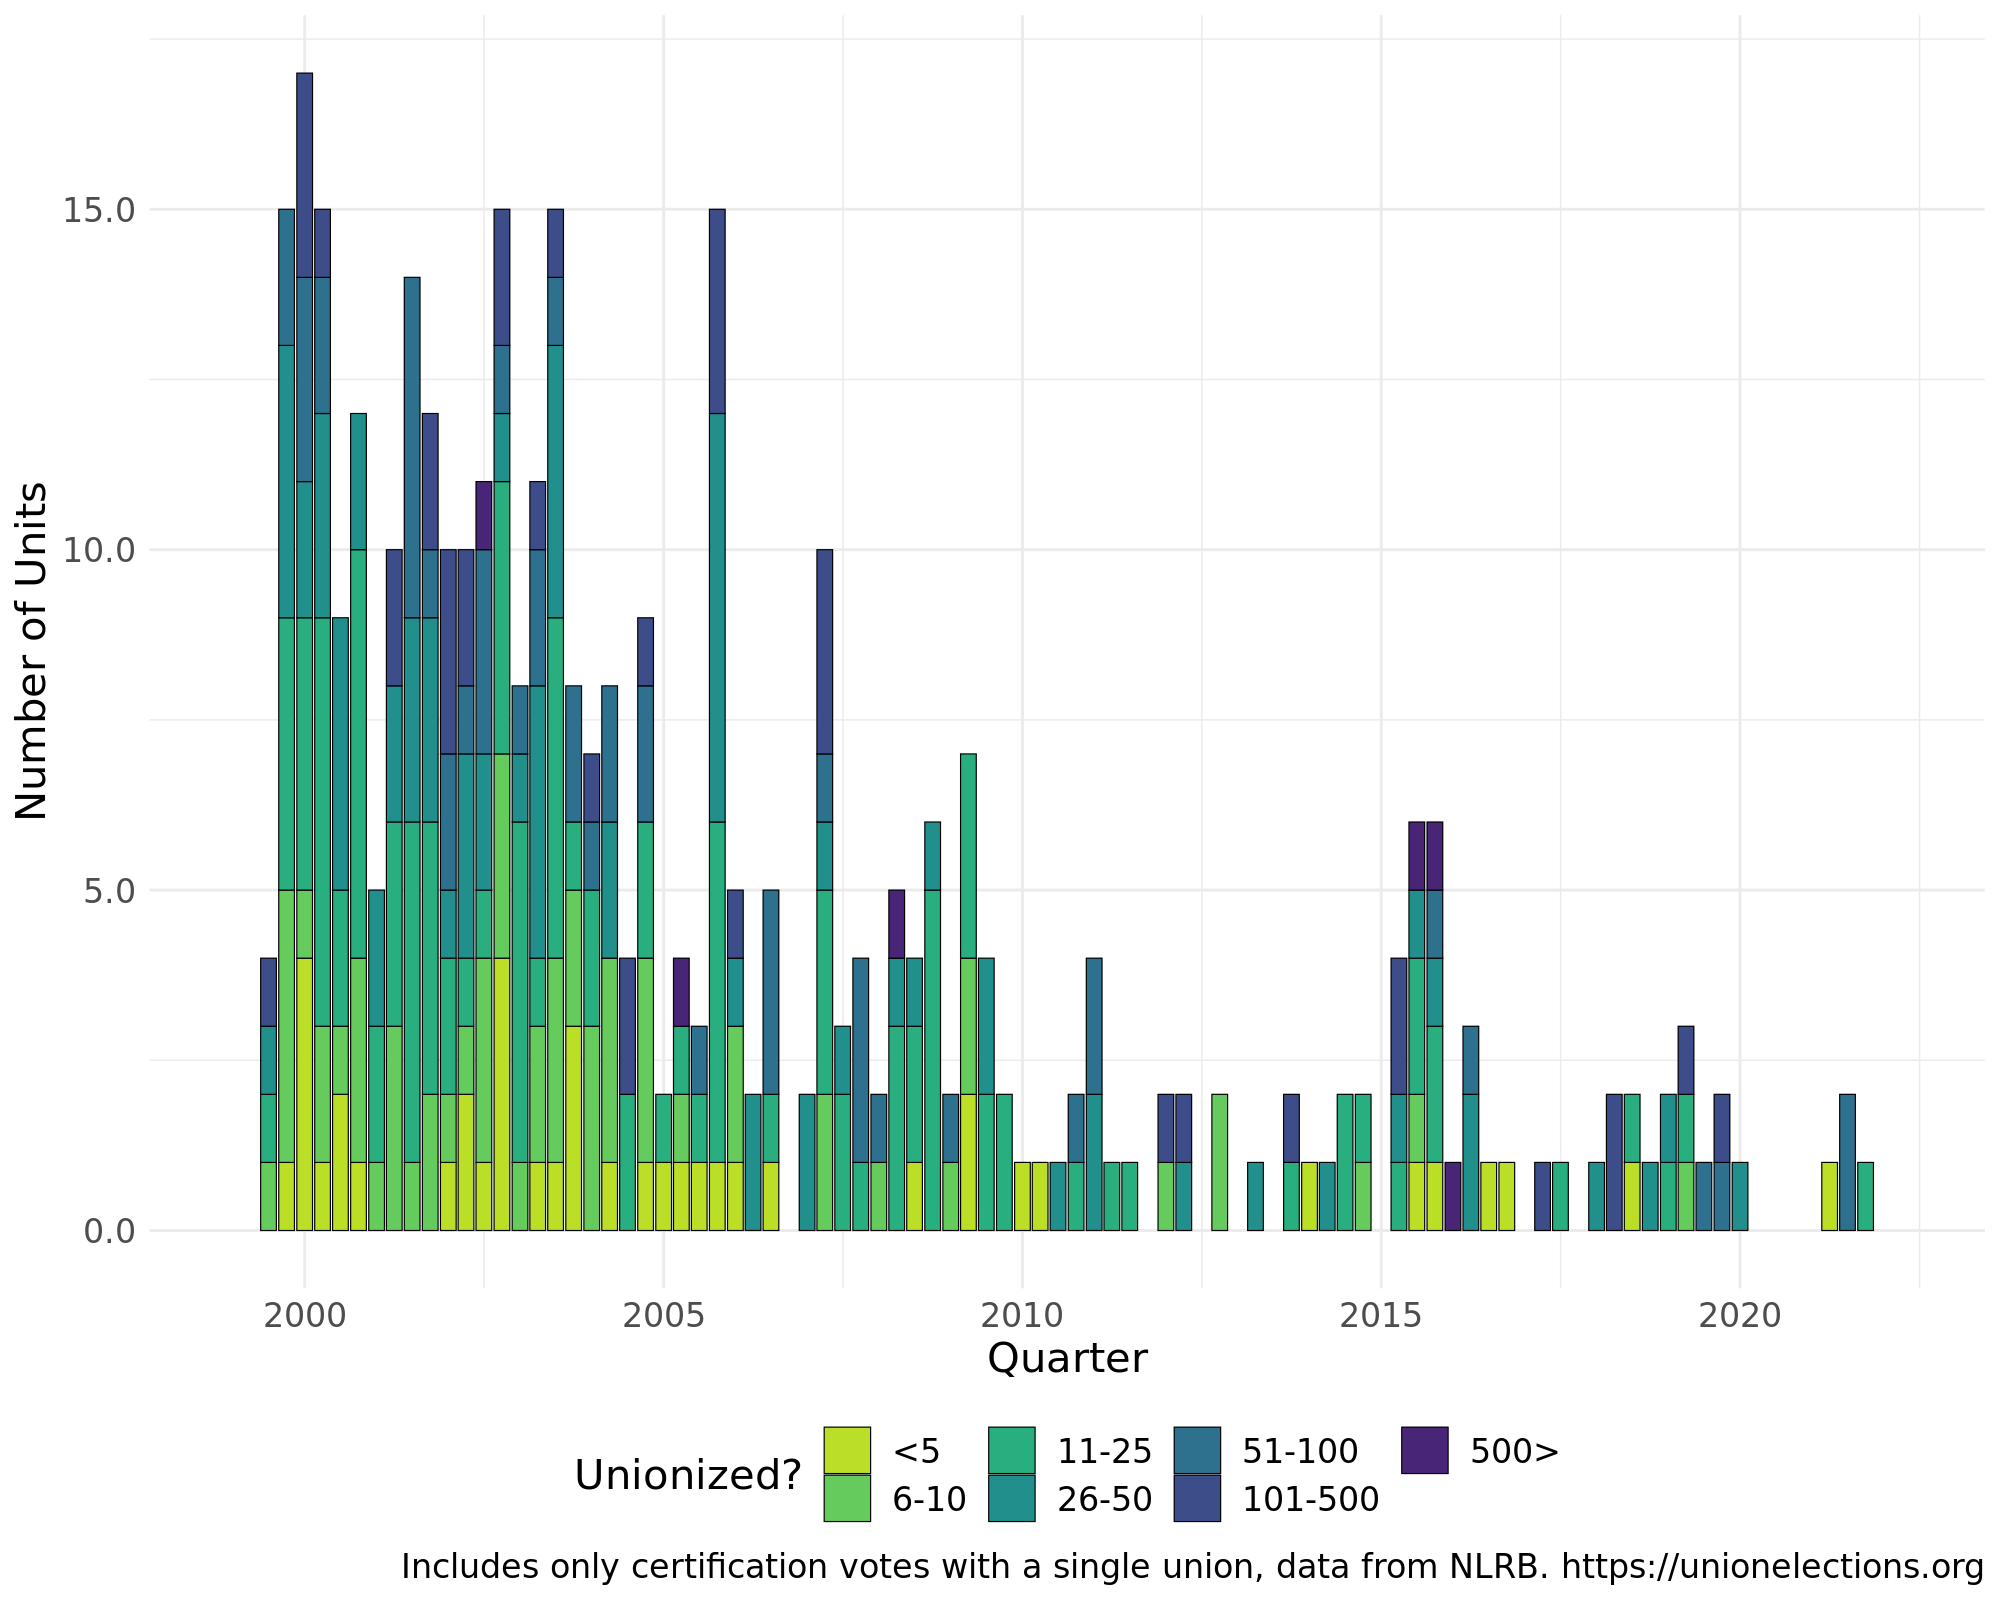 15.0
10.0
5.0
0.0
Number of Units
2000 2005 2010 2015 2020
Quarter
Unionized?
<5 11-25 51-100 500>
6-10 26-50 101-500
Includes only certification votes with a single union, data from NLRB. https://unionelections.org